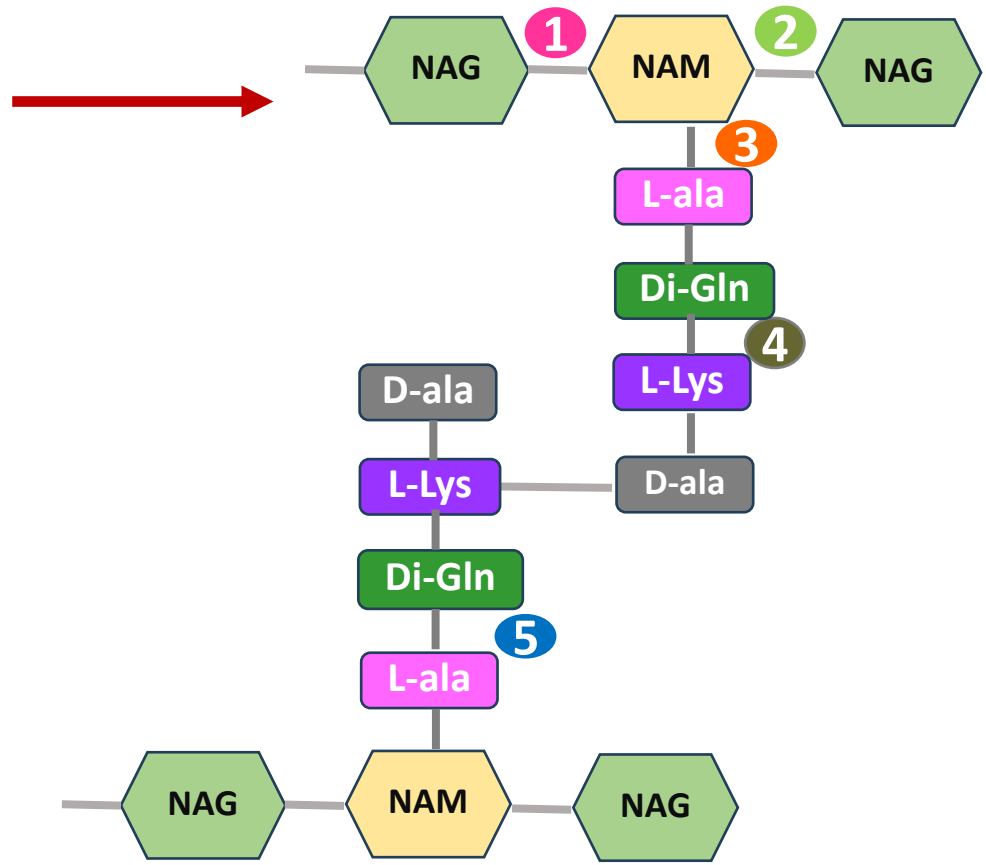 1
2
NAG
NAM
NAG
3
L-ala
Di-Gln
4
L-Lys
D-ala
D-ala
L-Lys
Di-Gln
5
L-ala
NAG
NAM
NAG